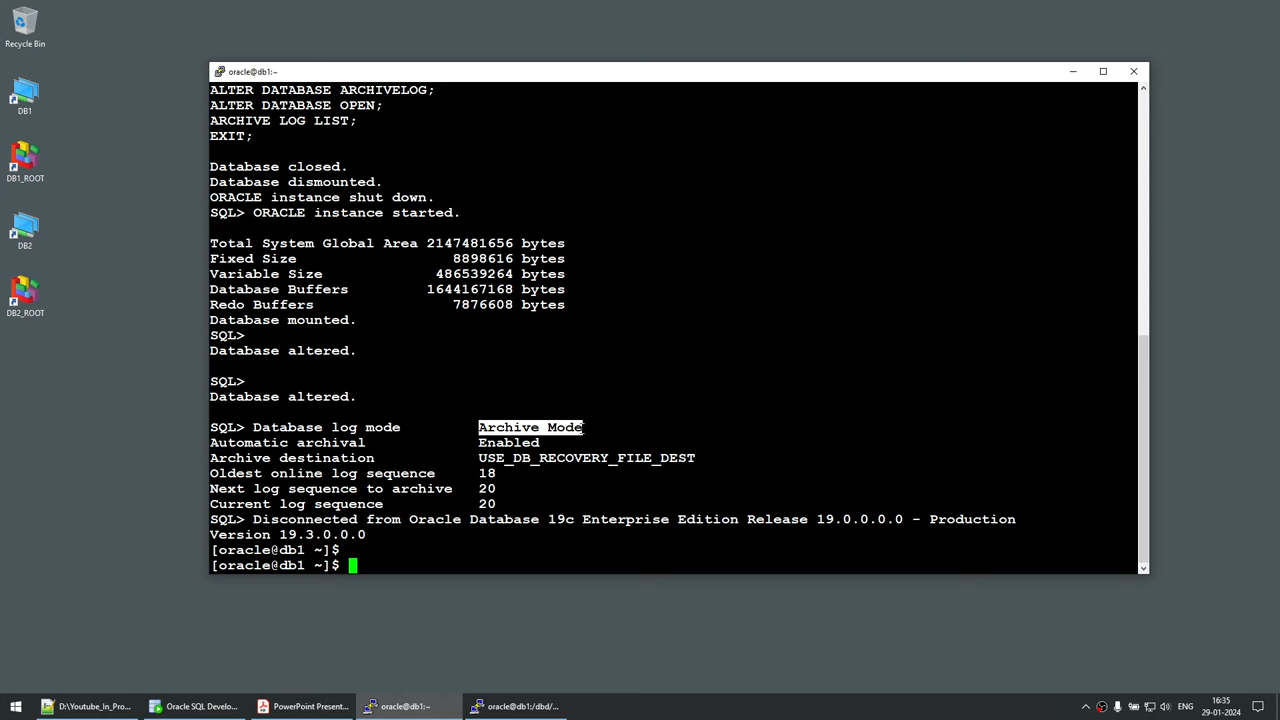 Recycle Bin
DB1
DB1_ROOT
DB2
DB2_ROOT
oracle@db1:~
ALTER DATABASE ARCHIVELOG;
ALTER DATABASE OPEN;
ARCHIVE LOG LIST;
EXIT;
Database closed.
Database dismounted.
ORACLE instance shut down.
SQL> ORACLE instance started.
Total System Global Area 2147481656 bytes
Fixed Size 8898616 bytes
Variable Size 486539264 bytes
Database Buffers 1644167168 bytes
Redo Buffers 7876608 bytes
Database mounted.
SQL>
Database altered.
SQL>
Database altered.
SQL> Database log mode Archive Mode
Automatic archival Enabled
Archive destination USE_DB_RECOVERY_FILE_DEST
Oldest online log sequence 18
Next log sequence to archive 20
Current log sequence 20
SQL> Disconnected from Oracle Database 19c Enterprise Edition Release 19.0.0.0.0 - Production
Version 19.3.0.0.0
[oracle@db1 ~]$
[oracle@db1 ~]$
D:\Youtube_In_Pro...
Oracle SQL Develo...
PowerPoint Present...
oracle@db1:~
oracle@db1:/dbd/...
ENG
16:35
29-01-2024